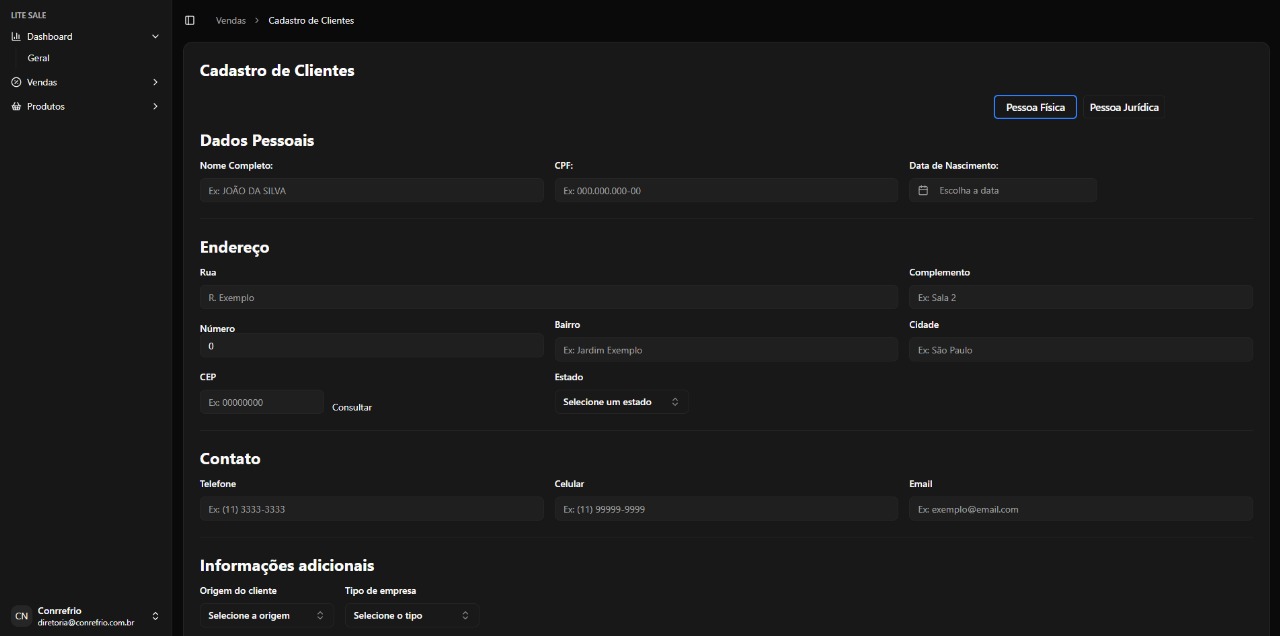 LITE SALE
Dashboard
Geral
Vendas
Produtos
Conrrefrio
CN
diretoria@conrefrio.com.br
Vendas > Cadastro de Clientes
Cadastro de Clientes
Pessoa Física Pessoa Jurídica
Dados Pessoais
Nome Completo: CPF: Data de Nascimento:
Ex: JOÃO DA SILVA Ex: 000.000.000-00 Escolha a data
Endereço
Rua Complemento
R. Exemplo Ex: Sala 2
Número Bairro Cidade
0 Ex: Jardim Exemplo Ex: São Paulo
CEP Estado
Ex: 00000000 Consultar Selecione um estado
Contato
Telefone Celular Email
Ex: (11) 3333-3333 Ex: (11) 99999-9999 Ex: exemplo@email.com
Informações adicionais
Origem do cliente Tipo de empresa
Selecione a origem Selecione o tipo